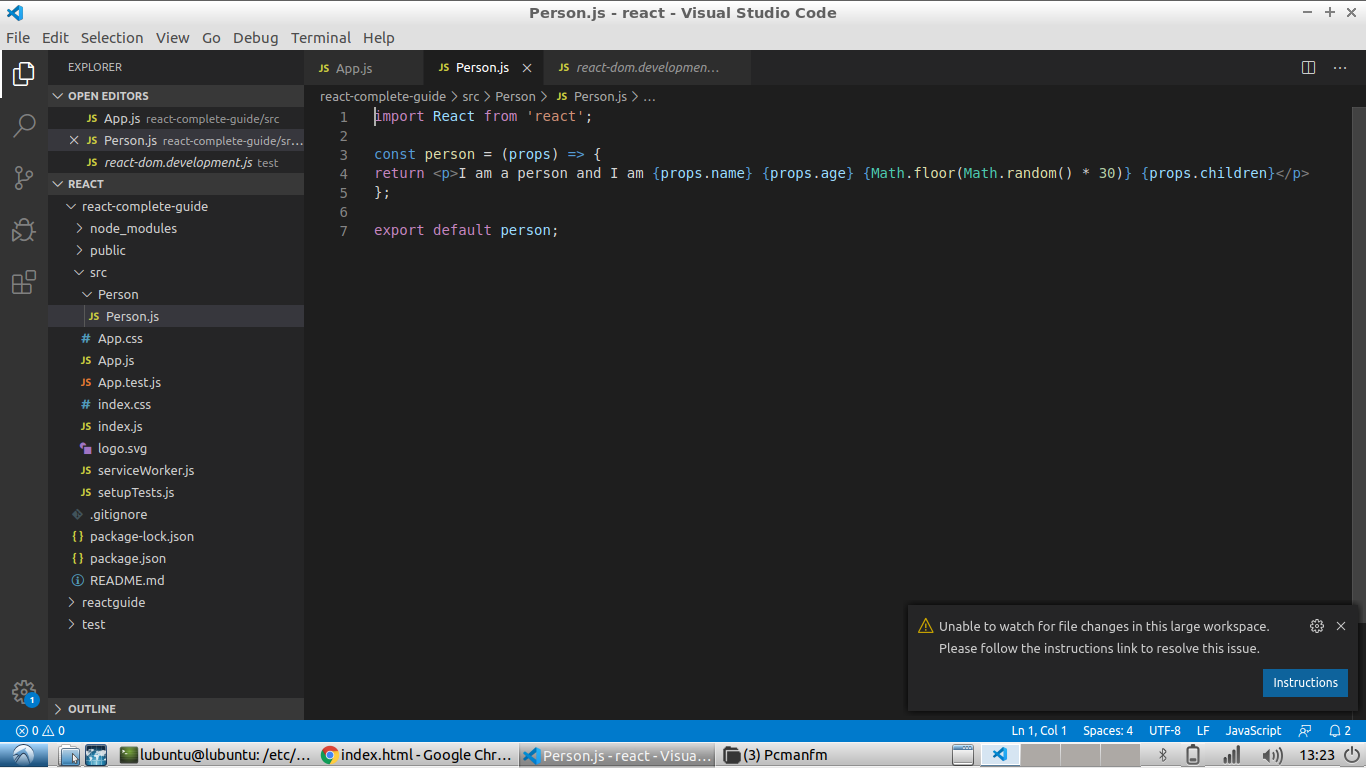 Person.js - react - Visual Studio Code
File Edit Selection View Go Debug Terminal Help
EXPLORER
OPEN EDITORS
JS App.js react-complete-guide/src
JS Person.js react-complete-guide/sr...
JS react-dom.development.js test
REACT
react-complete-guide
node_modules
public
src
Person
JS Person.js
# App.css
JS App.js
JS App.test.js
# index.css
JS index.js
logo.svg
JS serviceWorker.js
JS setupTests.js
.gitignore
{} package-lock.json
{} package.json
README.md
reactguide
test
OUTLINE
1
JS App.js JS Person.js JS react-dom.developmen...
react-complete-guide > src > Person > JS Person.js > ...
1 import React from 'react';
2
3 const person = (props) => {
4 return <p>I am a person and I am {props.name} {props.age} {Math.floor(Math.random() * 30)} {props.children}</p>
5 };
6
7 export default person;
Unable to watch for file changes in this large workspace.
Please follow the instructions link to resolve this issue.
Instructions
0 0 Ln 1, Col 1 Spaces: 4 UTF-8 LF JavaScript 2
lubuntu@lubuntu: /etc/... index.html - Google Chr... Person.js - react - Visua... (3) Pcmanfm 13:23